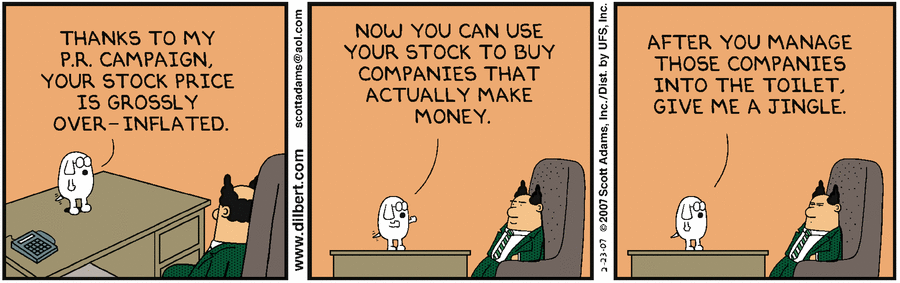 THANKS TO MY
P.R. CAMPAIGN,
YOUR STOCK PRICE
IS GROSSLY
OVER-INFLATED.
www.dilbert.com scottadams@aol.com
NOW YOU CAN USE
YOUR STOCK TO BUY
COMPANIES THAT
ACTUALLY MAKE
MONEY.
2-23-07 © 2007 Scott Adams, Inc./Dist. by UFS, Inc.
AFTER YOU MANAGE
THOSE COMPANIES
INTO THE TOILET,
GIVE ME A JINGLE.